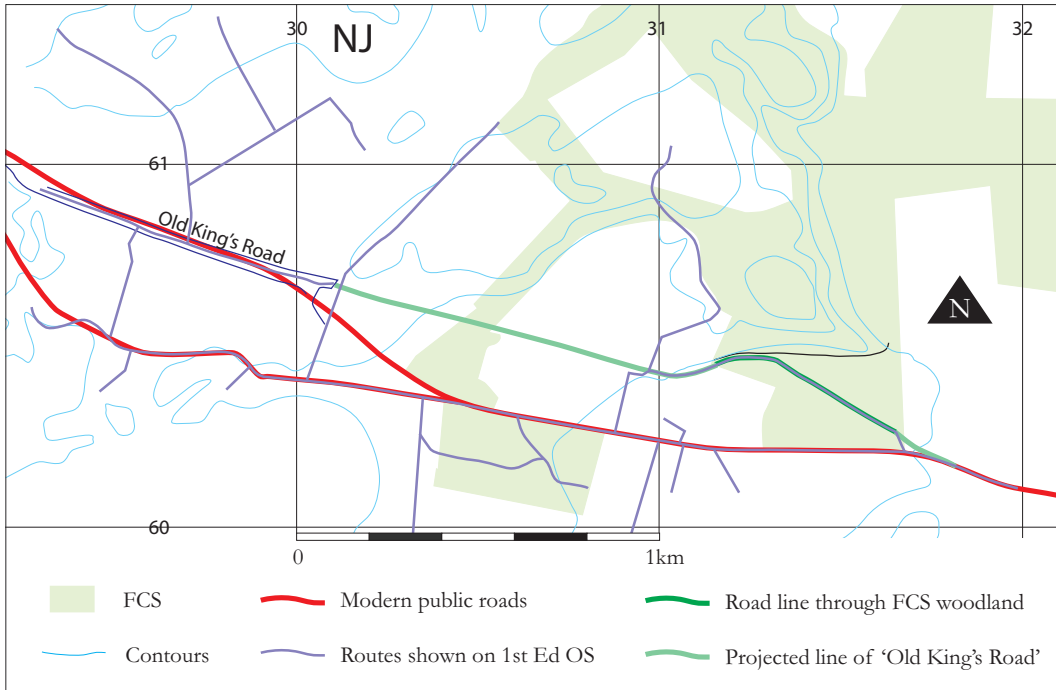 30
NJ
31
32
61
Old King's Road
N
60
0
1km
FCS
Modern public roads
Road line through FCS woodland
Contours
Routes shown on 1st Ed OS
Projected line of ‘Old King’s Road’